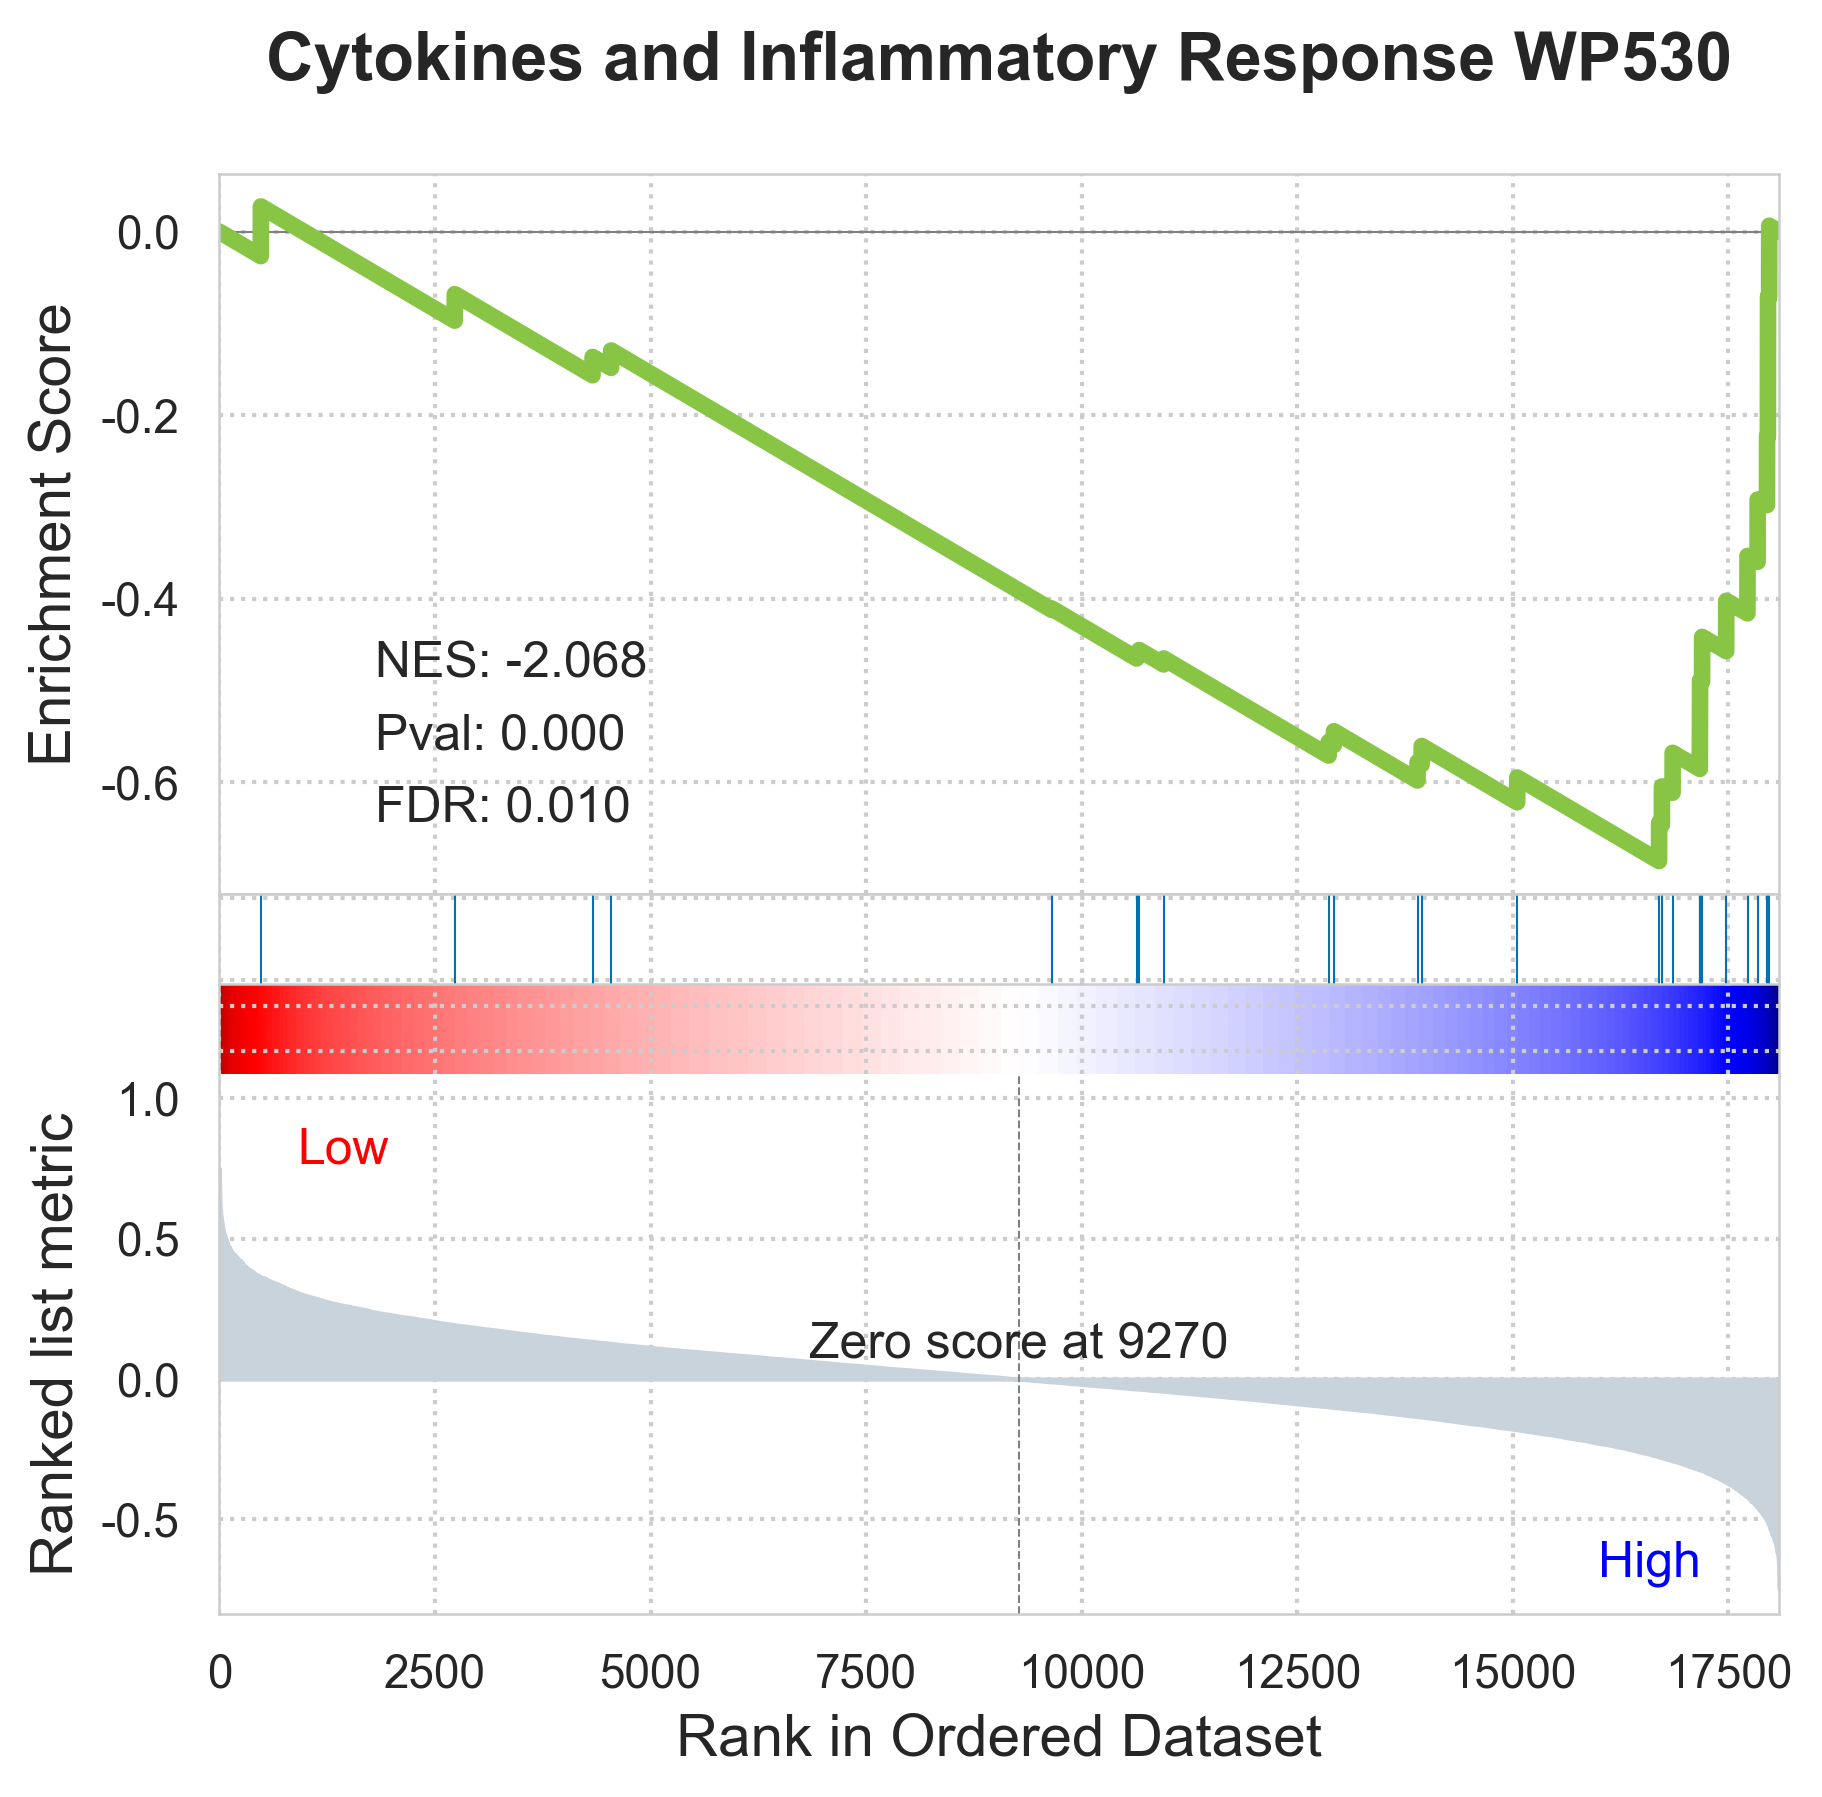 Cytokines and Inflammatory Response WP530
Enrichment Score
0.0
-0.2
-0.4
-0.6
NES: -2.068
Pval: 0.000
FDR: 0.010
Ranked list metric
1.0
0.5
0.0
-0.5
Low
Zero score at 9270
High
0 2500 5000 7500 10000 12500 15000 17500
Rank in Ordered Dataset